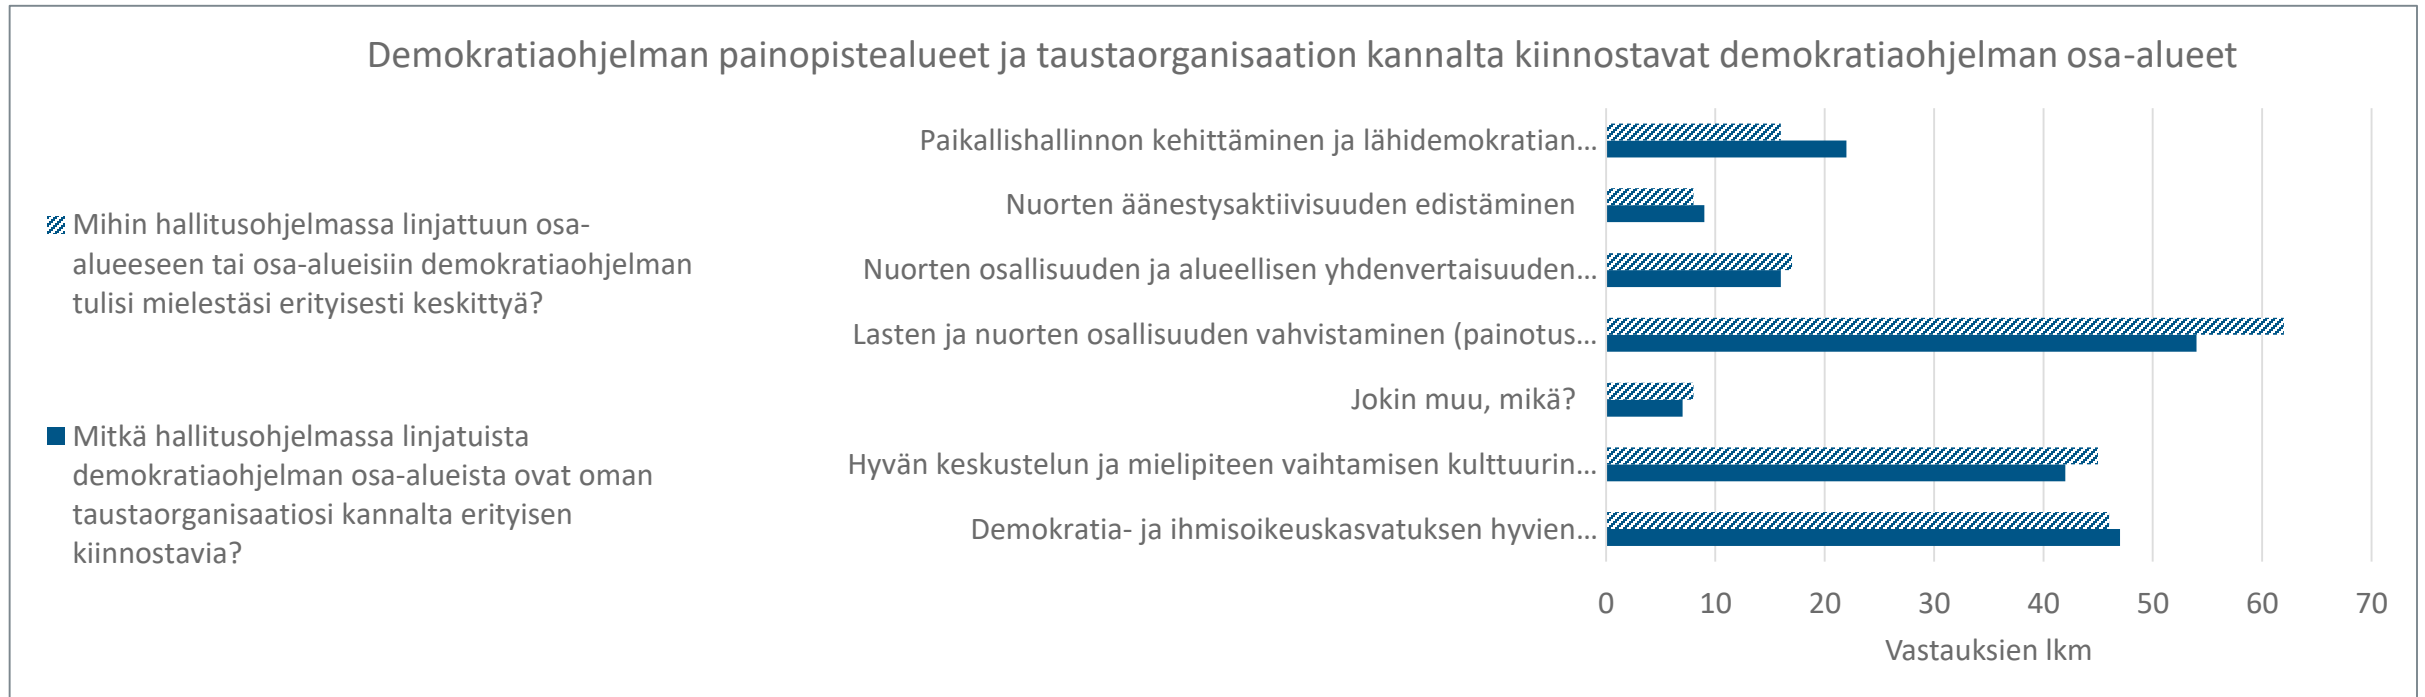 Demokratiaohjelman painopistealueet ja taustaorganisaation kannalta kiinnostavat demokratiaohjelman osa-alueet
Mihin hallitusohjelmassa linjattuun osa-
alueeseen tai osa-alueisiin demokratiaohjelman
tulisi mielestäsi erityisesti keskittyä?
Mitkä hallitusohjelmassa linjatuista
demokratiaohjelman osa-alueista ovat oman
taustaorganisaatiosi kannalta erityisen
kiinnostavia?
Paikallishallinnon kehittäminen ja lähidemokratian...
Nuorten äänestysaktiivisuuden edistäminen
Nuorten osallisuuden ja alueellisen yhdenvertaisuuden...
Lasten ja nuorten osallisuuden vahvistaminen (painotus...
Jokin muu, mikä?
Hyvän keskustelun ja mielipiteen vaihtamisen kulttuurin...
Demokratia- ja ihmisoikeuskasvatuksen hyvien...
0 10 20 30 40 50 60 70
Vastauksien lkm